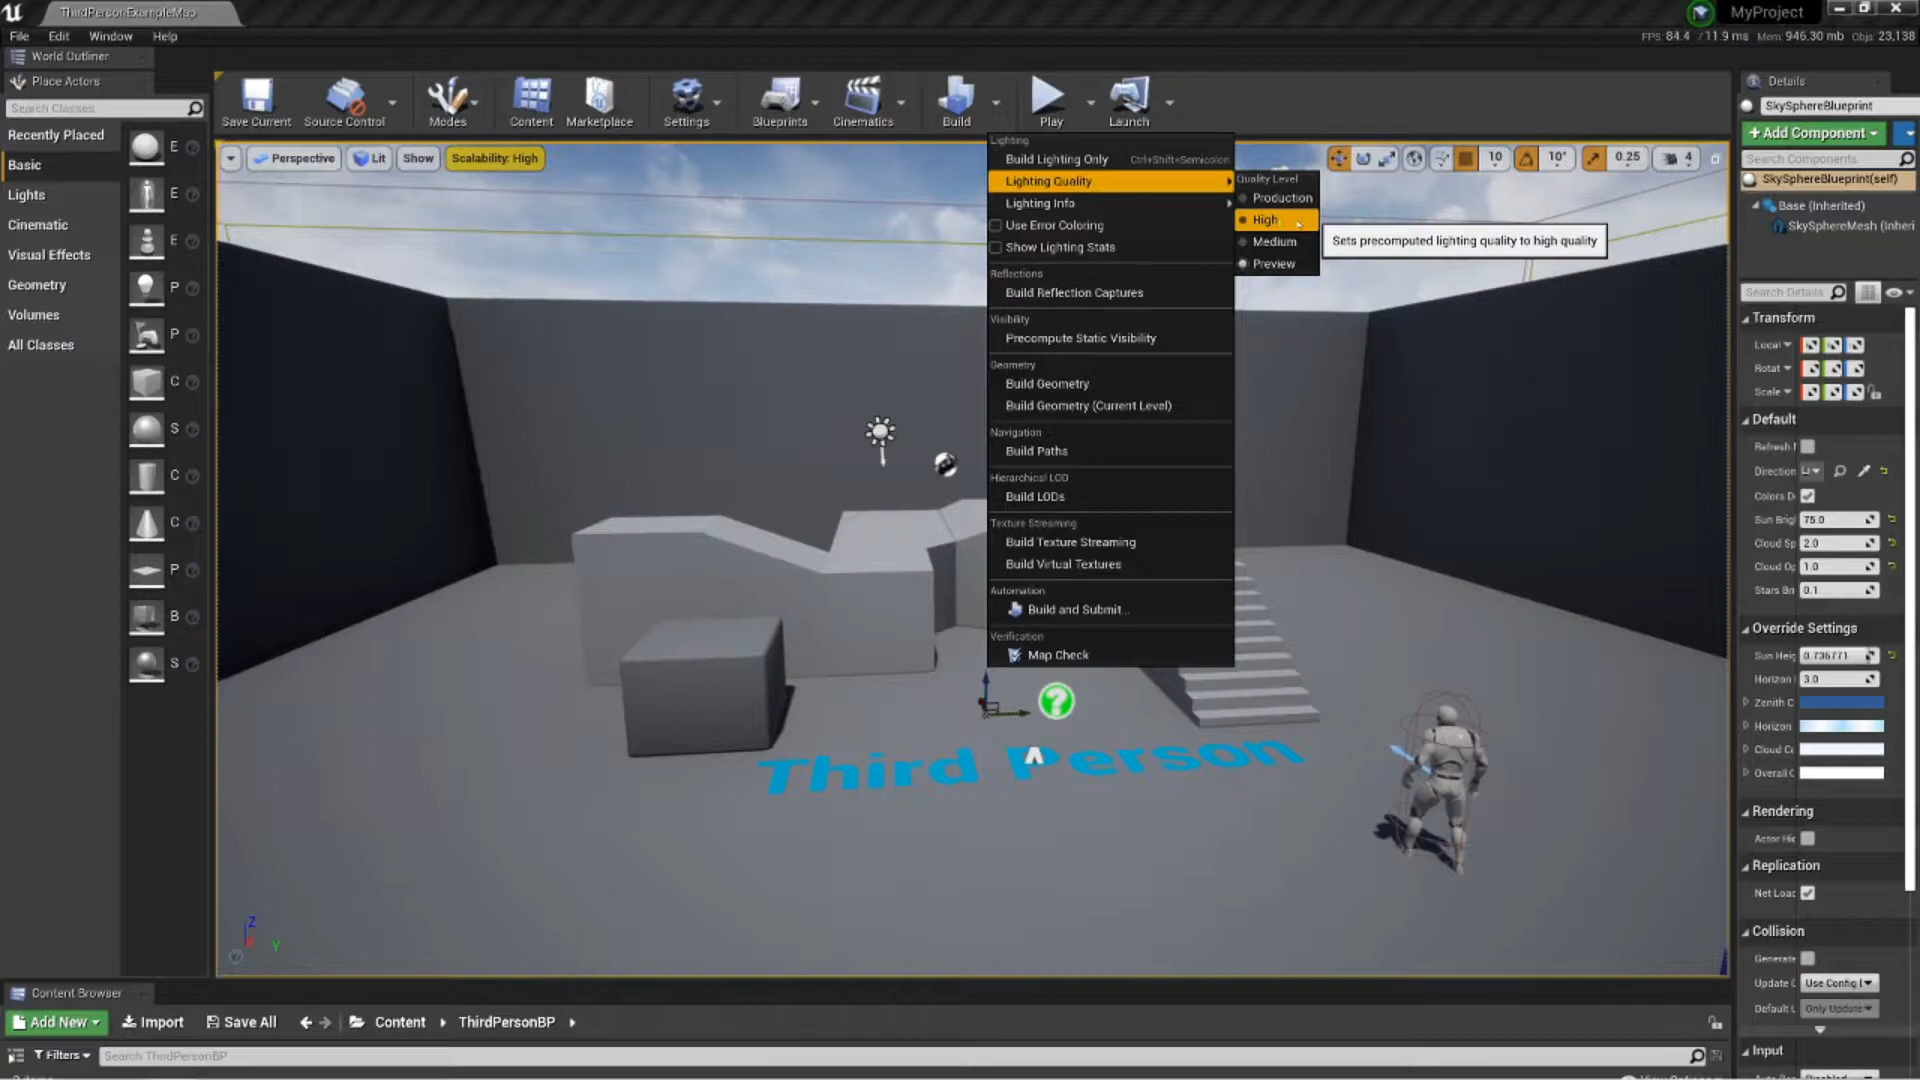 ThirdPersonExampleMap
MyProject
File Edit Window Help
FPS: 84.4 / 11.9 ms Mem: 946.30 mb Objs: 23,138
World Outliner
Place Actors
Search Classes
Recently Placed
Basic
Lights
Cinematic
Visual Effects
Geometry
Volumes
All Classes
E
E
E
P
P
C
S
C
C
P
B
S
Save Current
Source Control
Modes
Content
Marketplace
Settings
Blueprints
Cinematics
Build
Play
Launch
Perspective
Lit
Show
Scalability: High
10
10°
0.25
4
Lighting
Build Lighting Only Ctrl+Shift+Semicolon
Lighting Quality
Lighting Info
Use Error Coloring
Show Lighting Stats
Reflections
Build Reflection Captures
Visibility
Precompute Static Visibility
Geometry
Build Geometry
Build Geometry (Current Level)
Navigation
Build Paths
Hierarchical LOD
Build LODs
Texture Streaming
Build Texture Streaming
Build Virtual Textures
Automation
Build and Submit...
Verification
Map Check
Quality Level
Production
High
Medium
Preview
Sets precomputed lighting quality to high quality
Third Person
Z
Y
Details
SkySphereBlueprint
+ Add Component
Search Components
SkySphereBlueprint(self)
Base (Inherited)
SkySphereMesh (Inheri
Search Details
Transform
Locat
Rotat
Scale
Default
Refresh
Direction
Colors D
Sun Brig 75.0
Cloud Sp 2.0
Cloud Op 1.0
Stars Bri 0.1
Override Settings
Sun Heig 0.736771
Horizon 3.0
Zenith C
Horizon
Cloud Co
Overall C
Rendering
Actor Hid
Replication
Net Load
Collision
Generate
Update C Use Config
Default U Only Update
Input
Content Browser
Add New
Import
Save All
Content
ThirdPersonBP
Filters
Search ThirdPersonBP